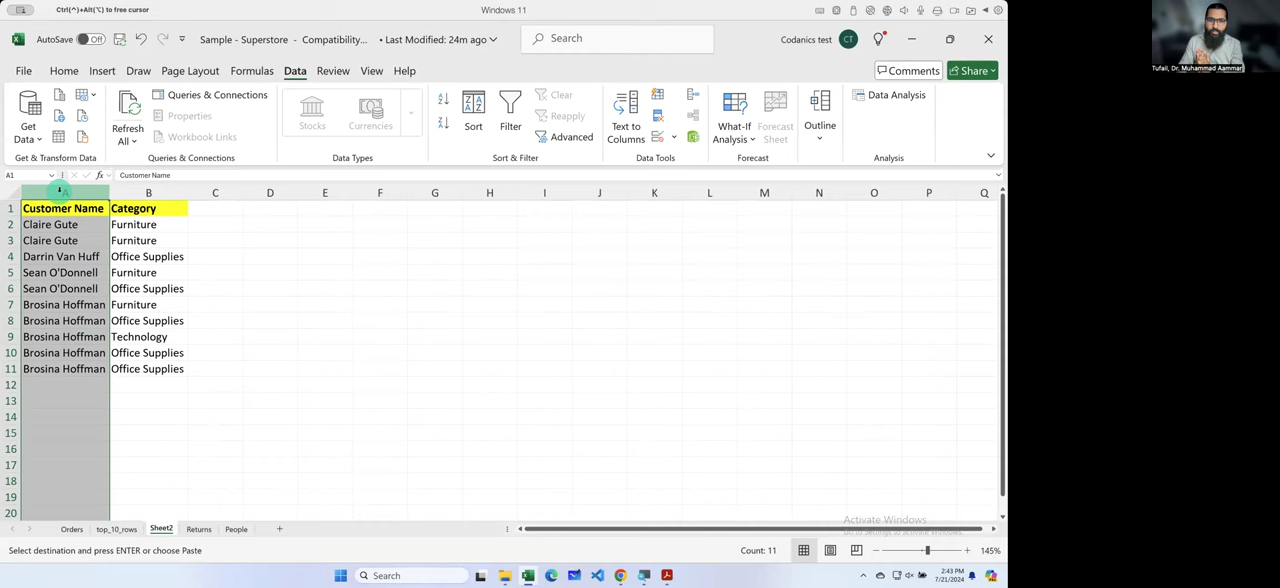 Ctrl(^)+Alt(⌥) to free cursor
Windows 11
AutoSave Off
Sample - Superstore - Compatibility... • Last Modified: 24m ago
Search
Codanics test CT
File Home Insert Draw Page Layout Formulas Data Review View Help
Comments Share
Get Data
Refresh All
Queries & Connections
Properties
Workbook Links
Stocks
Currencies
Sort
Filter
Clear
Reapply
Advanced
Text to Columns
What-If Analysis
Forecast Sheet
Outline
Data Analysis
Get & Transform Data Queries & Connections Data Types Sort & Filter Data Tools Forecast Analysis
A1 fx Customer Name
A B C D E F G H I J K L M N O P Q
1 Customer Name Category
2 Claire Gute Furniture
3 Claire Gute Furniture
4 Darrin Van Huff Office Supplies
5 Sean O'Donnell Furniture
6 Sean O'Donnell Office Supplies
7 Brosina Hoffman Furniture
8 Brosina Hoffman Office Supplies
9 Brosina Hoffman Technology
10 Brosina Hoffman Office Supplies
11 Brosina Hoffman Office Supplies
12
13
14
15
16
17
18
19
20
Activate Windows
Orders top_10_rows Sheet2 Returns People
Select destination and press ENTER or choose Paste
Count: 11
145%
Search
2:43 PM
7/21/2024
Tufail, Dr. Muhammad Aammar